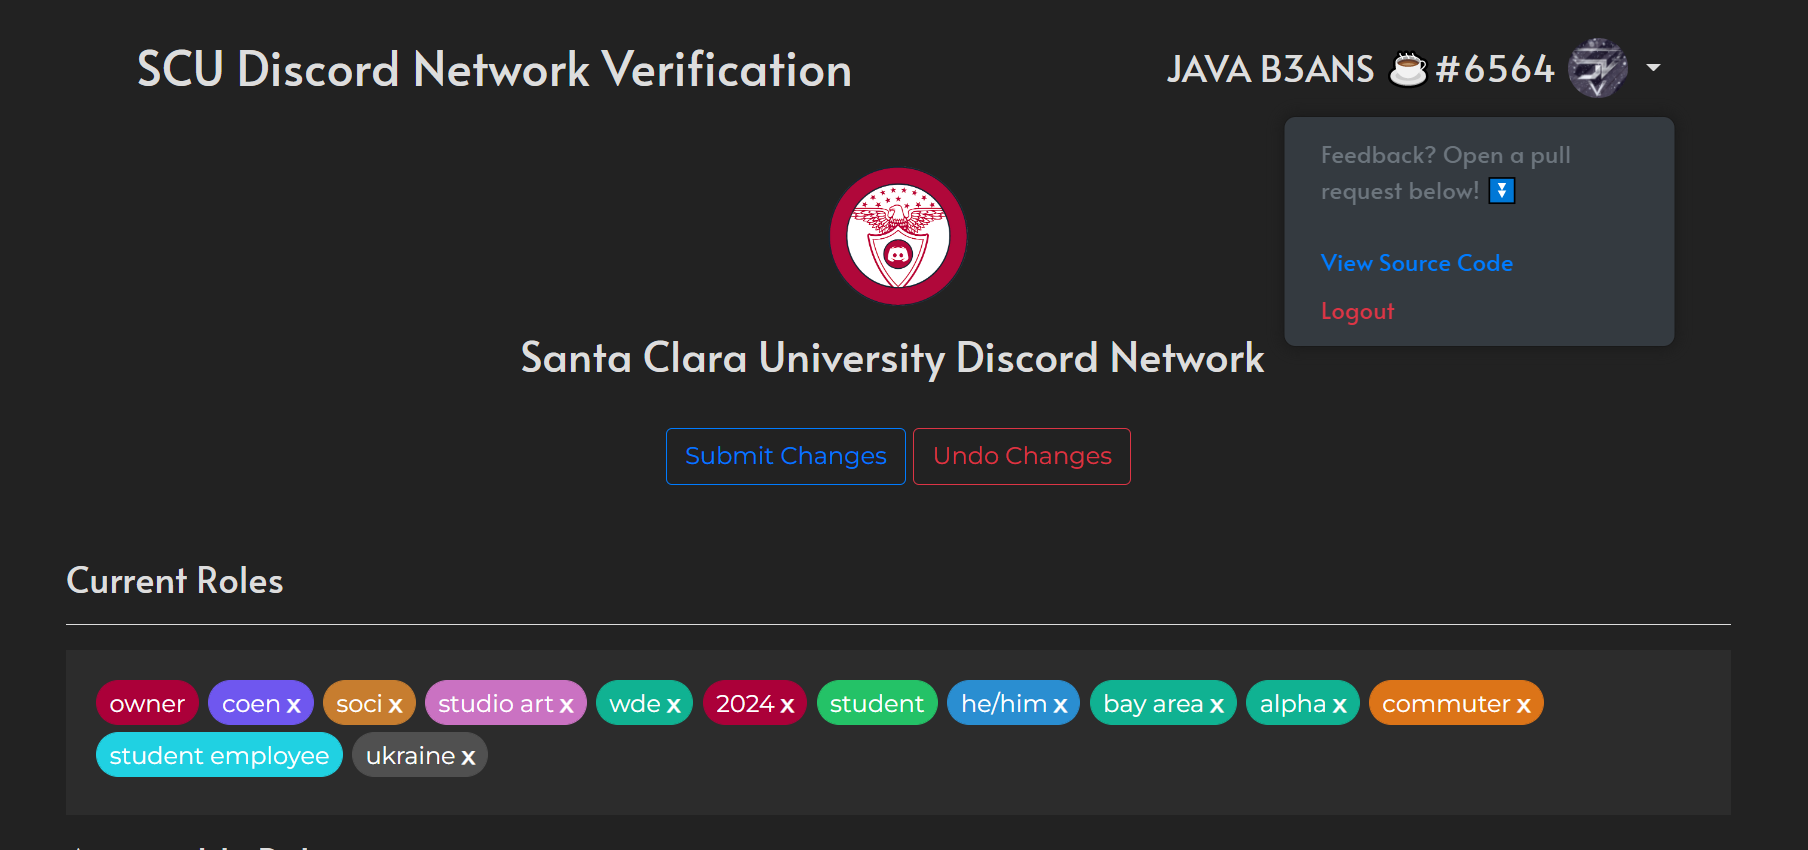 SCU Discord Network Verification
JAVA B3ANS ☕#6564
Feedback? Open a pull
request below! ⏬
View Source Code
Logout
Santa Clara University Discord Network
Submit Changes
Undo Changes
Current Roles
owner coen x soci x studio art x wde x 2024 x student he/him x bay area x alpha x commuter x
student employee ukraine x